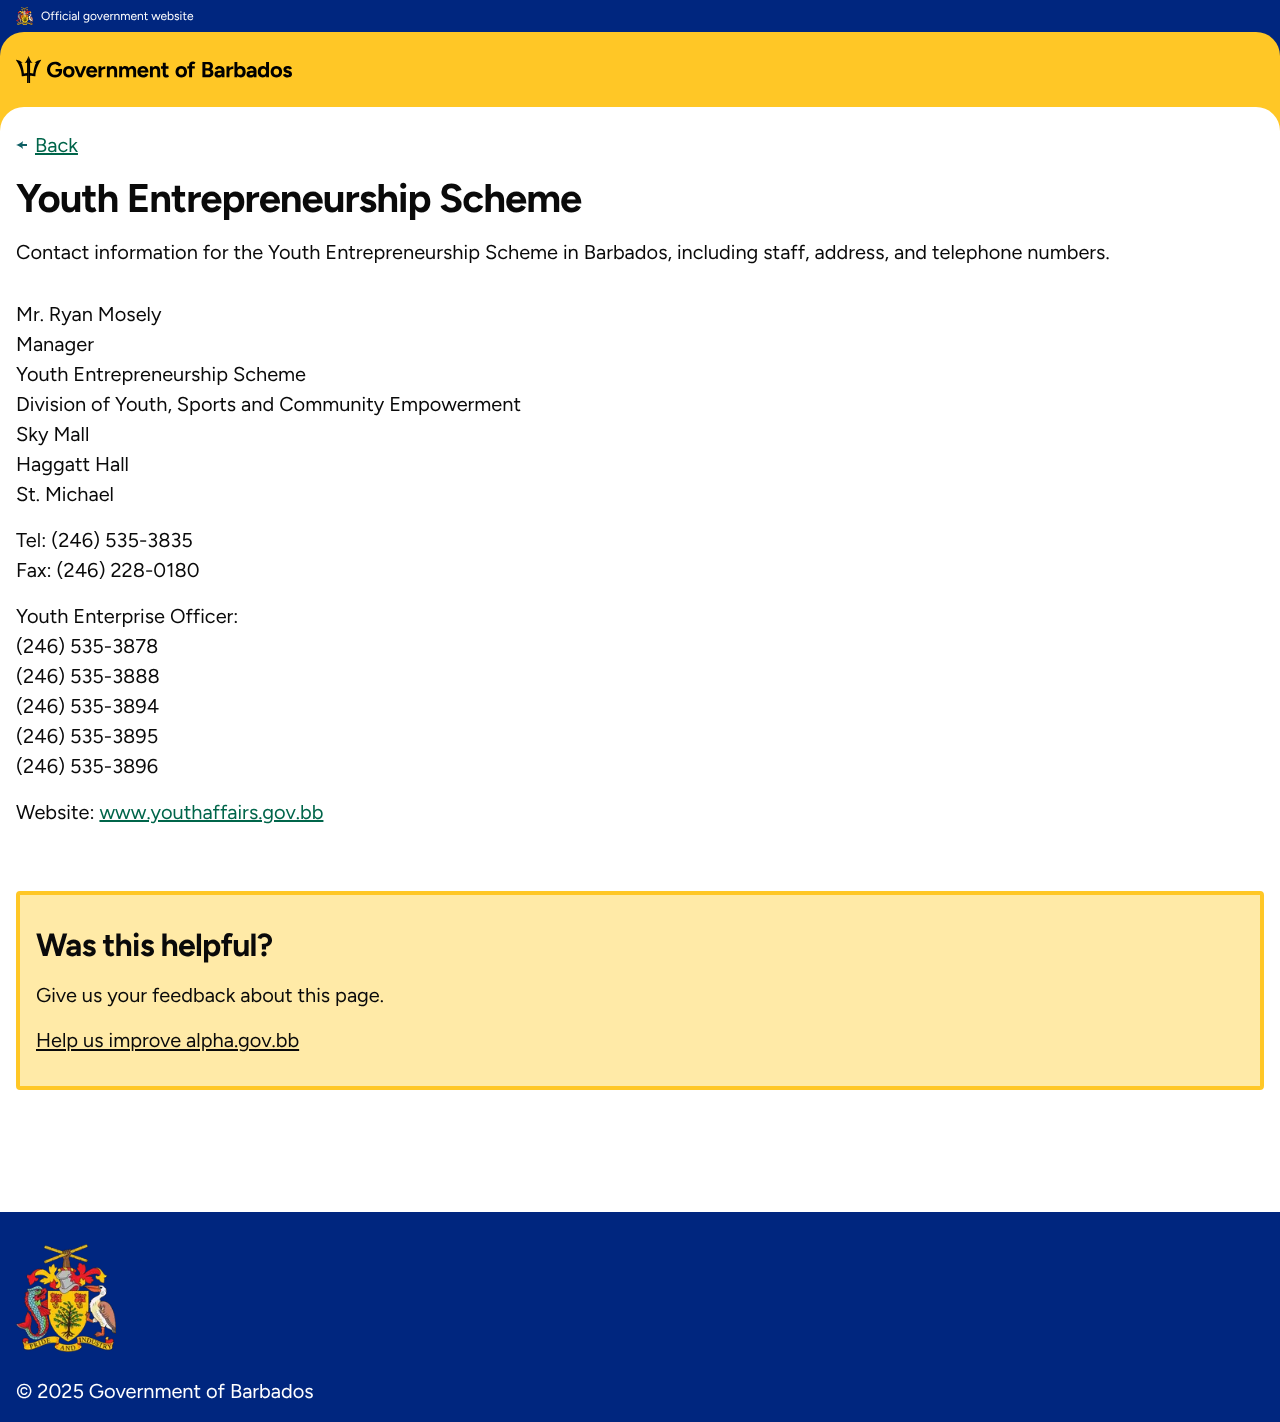 Official government website
Government of Barbados
Back
Youth Entrepreneurship Scheme
Contact information for the Youth Entrepreneurship Scheme in Barbados, including staff, address, and telephone numbers.
Mr. Ryan Mosely
Manager
Youth Entrepreneurship Scheme
Division of Youth, Sports and Community Empowerment
Sky Mall
Haggatt Hall
St. Michael
Tel: (246) 535-3835
Fax: (246) 228-0180
Youth Enterprise Officer:
(246) 535-3878
(246) 535-3888
(246) 535-3894
(246) 535-3895
(246) 535-3896
Website: www.youthaffairs.gov.bb
Was this helpful?
Give us your feedback about this page.
Help us improve alpha.gov.bb
PRIDE AND INDUSTRY
© 2025 Government of Barbados